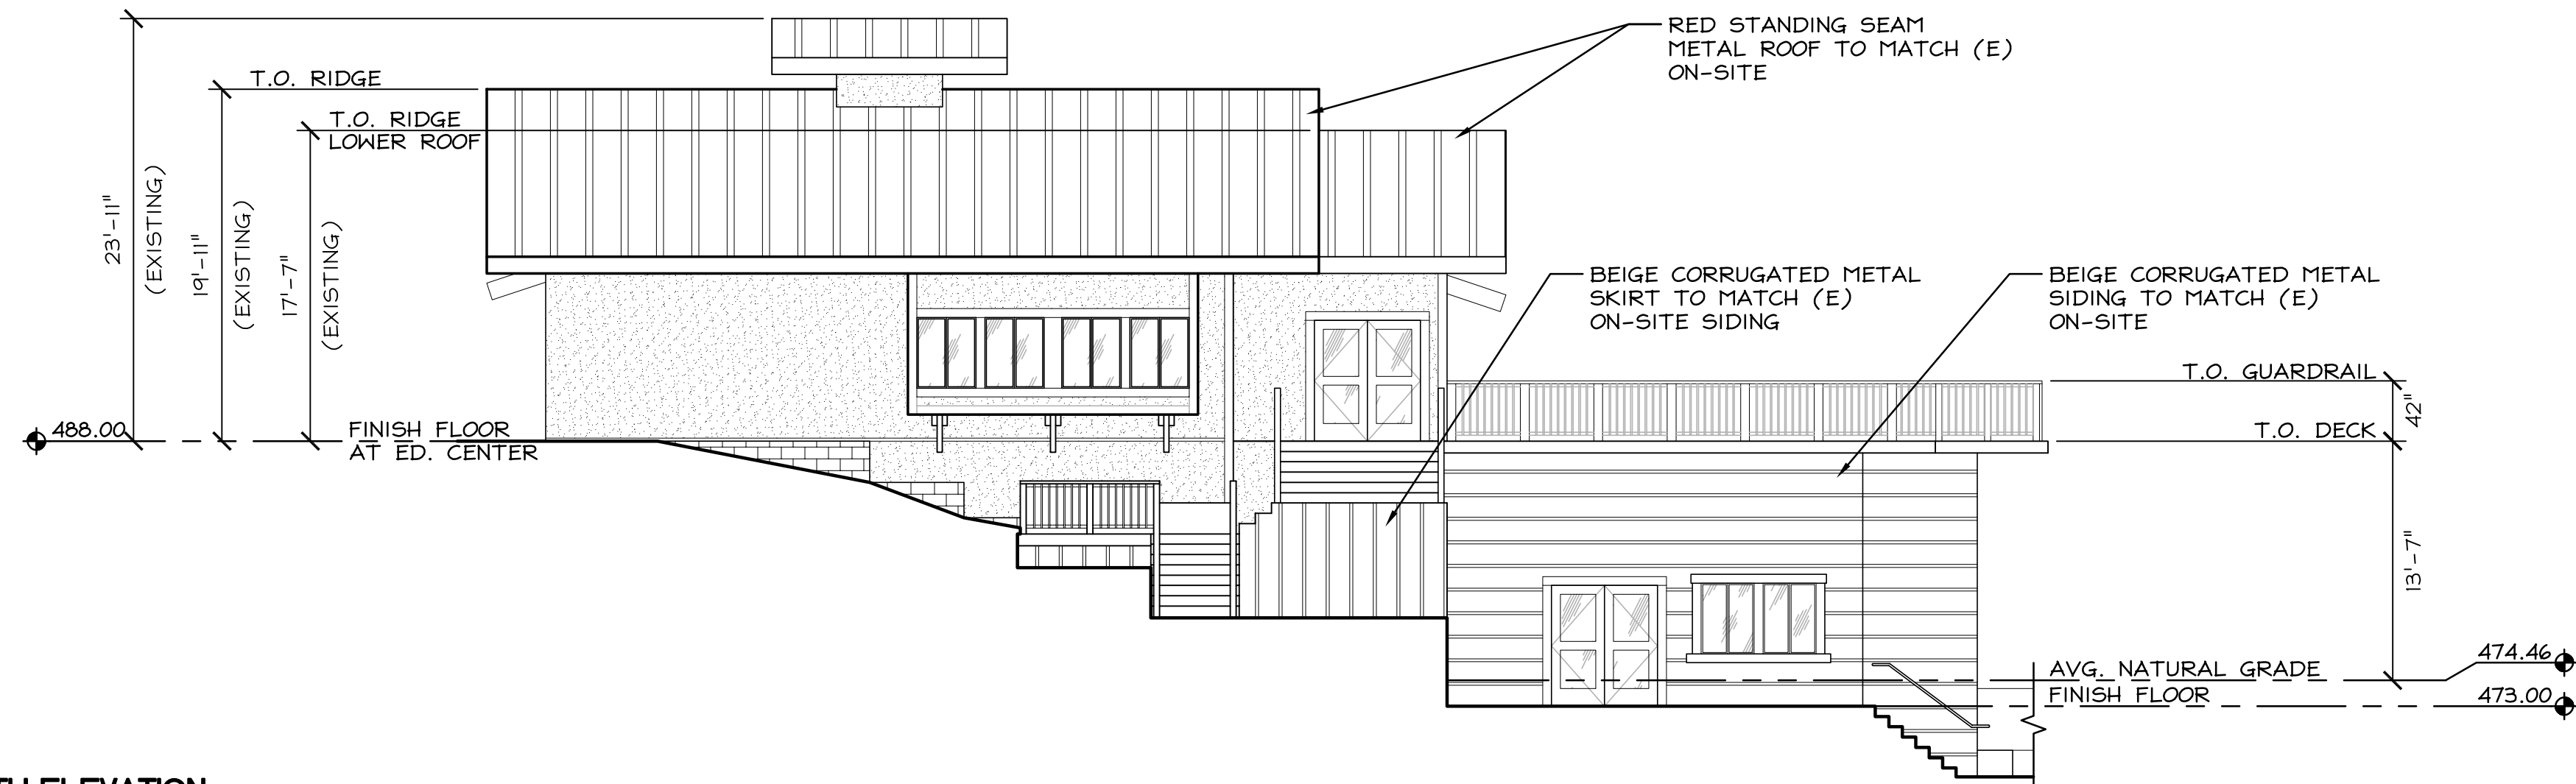 RED STANDING SEAM
METAL ROOF TO MATCH (E)
ON-SITE
T.O. RIDGE
T.O. RIDGE
LOWER ROOF
23'-11"
(EXISTING)
19'-11"
(EXISTING)
17'-7"
(EXISTING)
BEIGE CORRUGATED METAL
SKIRT TO MATCH (E)
ON-SITE SIDING
BEIGE CORRUGATED METAL
SIDING TO MATCH (E)
ON-SITE
T.O. GUARDRAIL
42"
T.O. DECK
488.00
FINISH FLOOR
AT ED. CENTER
13'-7"
474.46
AVG. NATURAL GRADE
FINISH FLOOR
473.00
ELEVATION